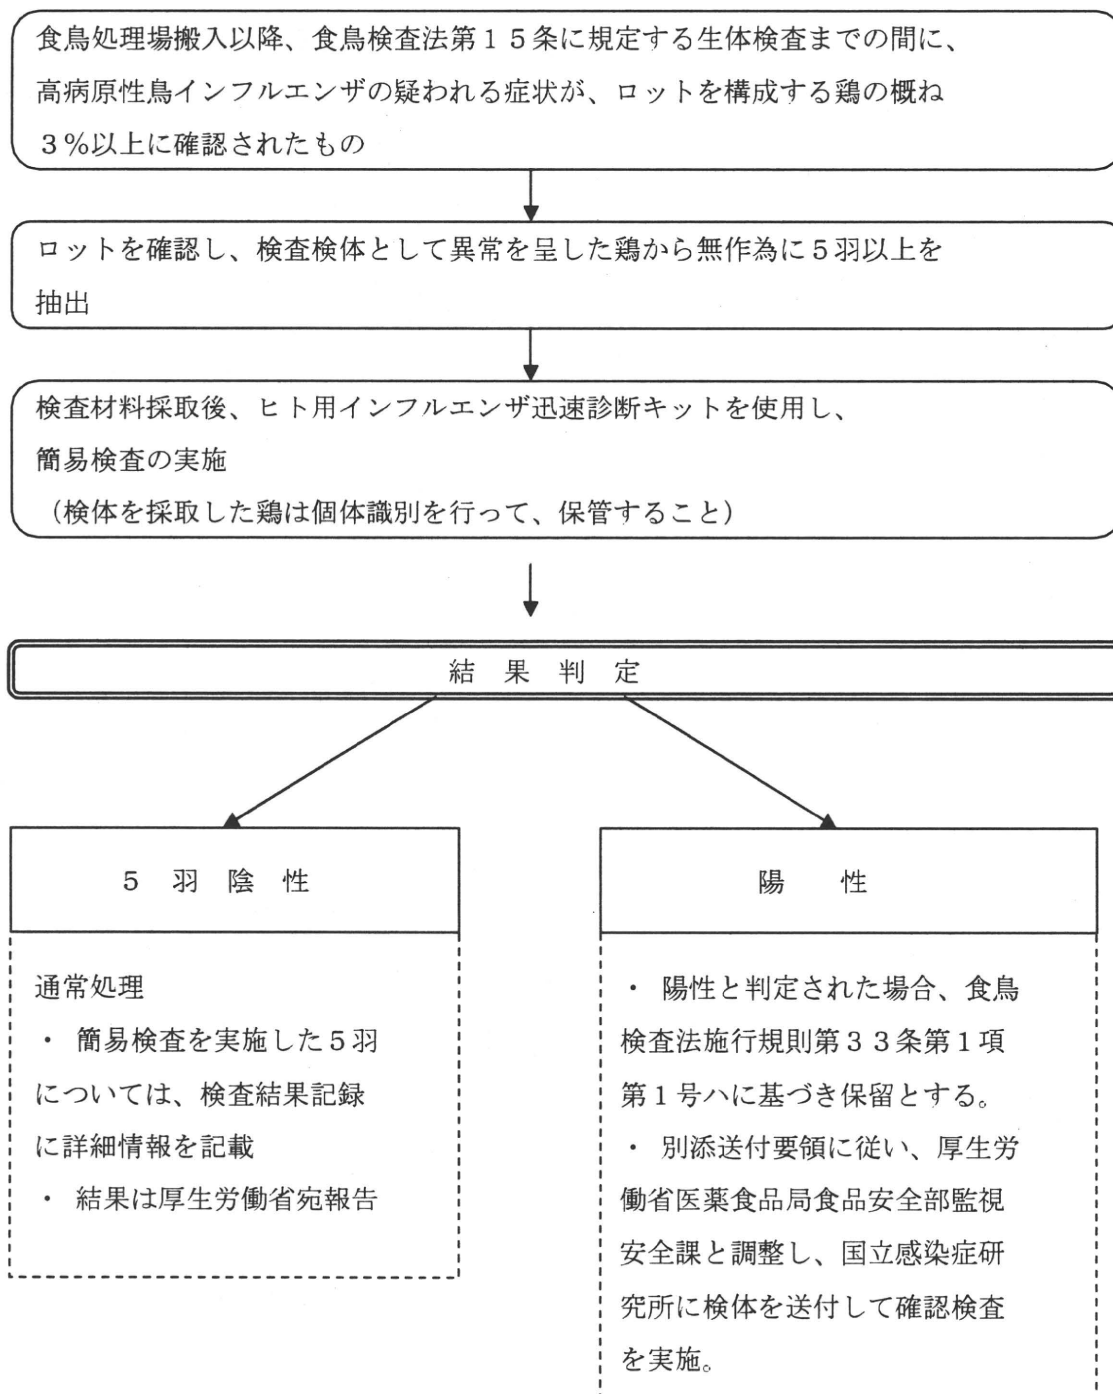 食鳥処理場搬入以降、食鳥検査法第１５条に規定する生体検査までの間に、
高病原性鳥インフルエンザの疑われる症状が、ロットを構成する鶏の概ね
３％以上に確認されたもの
ロットを確認し、検査検体として異常を呈した鶏から無作為に５羽以上を
抽出
検査材料採取後、ヒト用インフルエンザ迅速診断キットを使用し、
簡易検査の実施
（検体を採取した鶏は個体識別を行って、保管すること）
結　果　判　定
５　羽　陰　性
通常処理
・　簡易検査を実施した５羽
については、検査結果記録
に詳細情報を記載
・　結果は厚生労働省宛報告
陽　　性
・　陽性と判定された場合、食鳥
検査法施行規則第３３条第１項
第１号ハに基づき保留とする。
・　別添送付要領に従い、厚生労
働省医薬食品局食品安全部監視
安全課と調整し、国立感染症研
究所に検体を送付して確認検査
を実施。